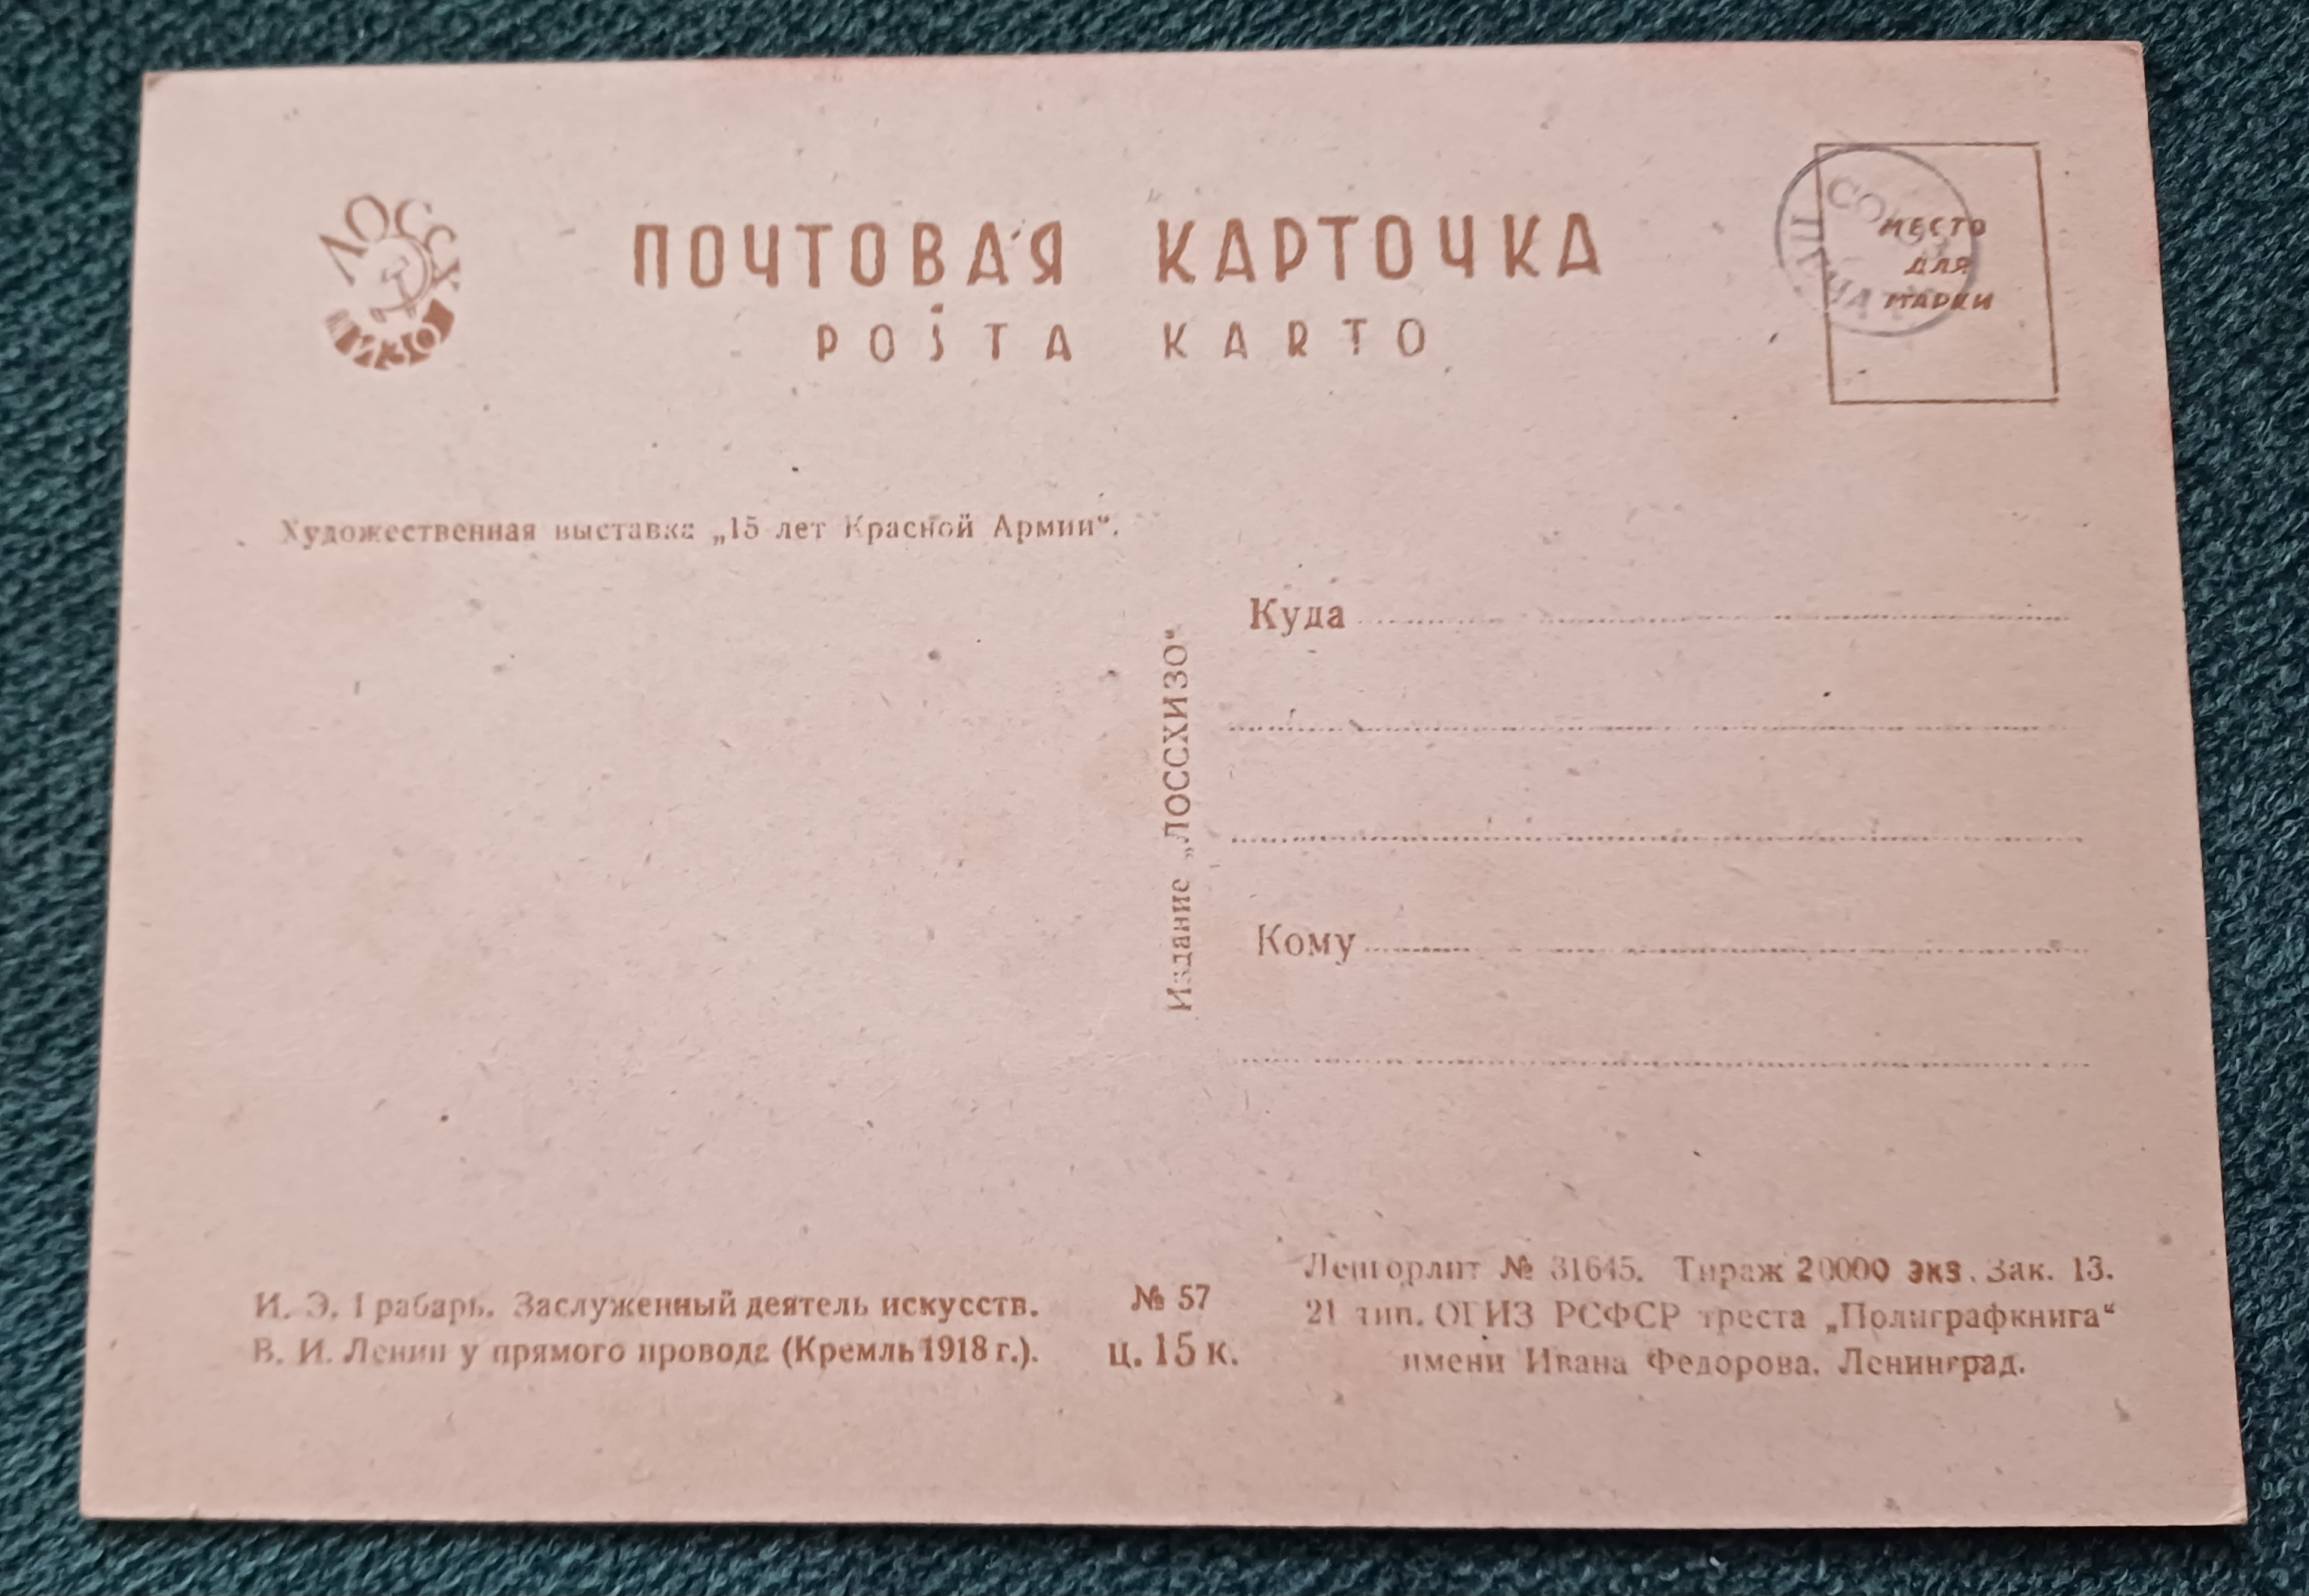 ЛОССХ
ИЗО
ПОЧТОВАЯ КАРТОЧКА
POŜTA KARTO
МЕСТО
ДЛЯ
МАРКИ
Художественная выставка „15 лет Красной Армии“.
Куда
Издание „ЛОССХИЗО“
Кому
И. Э. Грабарь. Заслуженный деятель искусств.
В. И. Ленин у прямого провода (Кремль 1918 г.).
№ 57
ц. 15 к.
Ленгорлит № 31645. Тираж 20000 экз. Зак. 13.
21 тип. ОГИЗ РСФСР треста „Полиграфкнига“
имени Ивана Федорова. Ленинград.